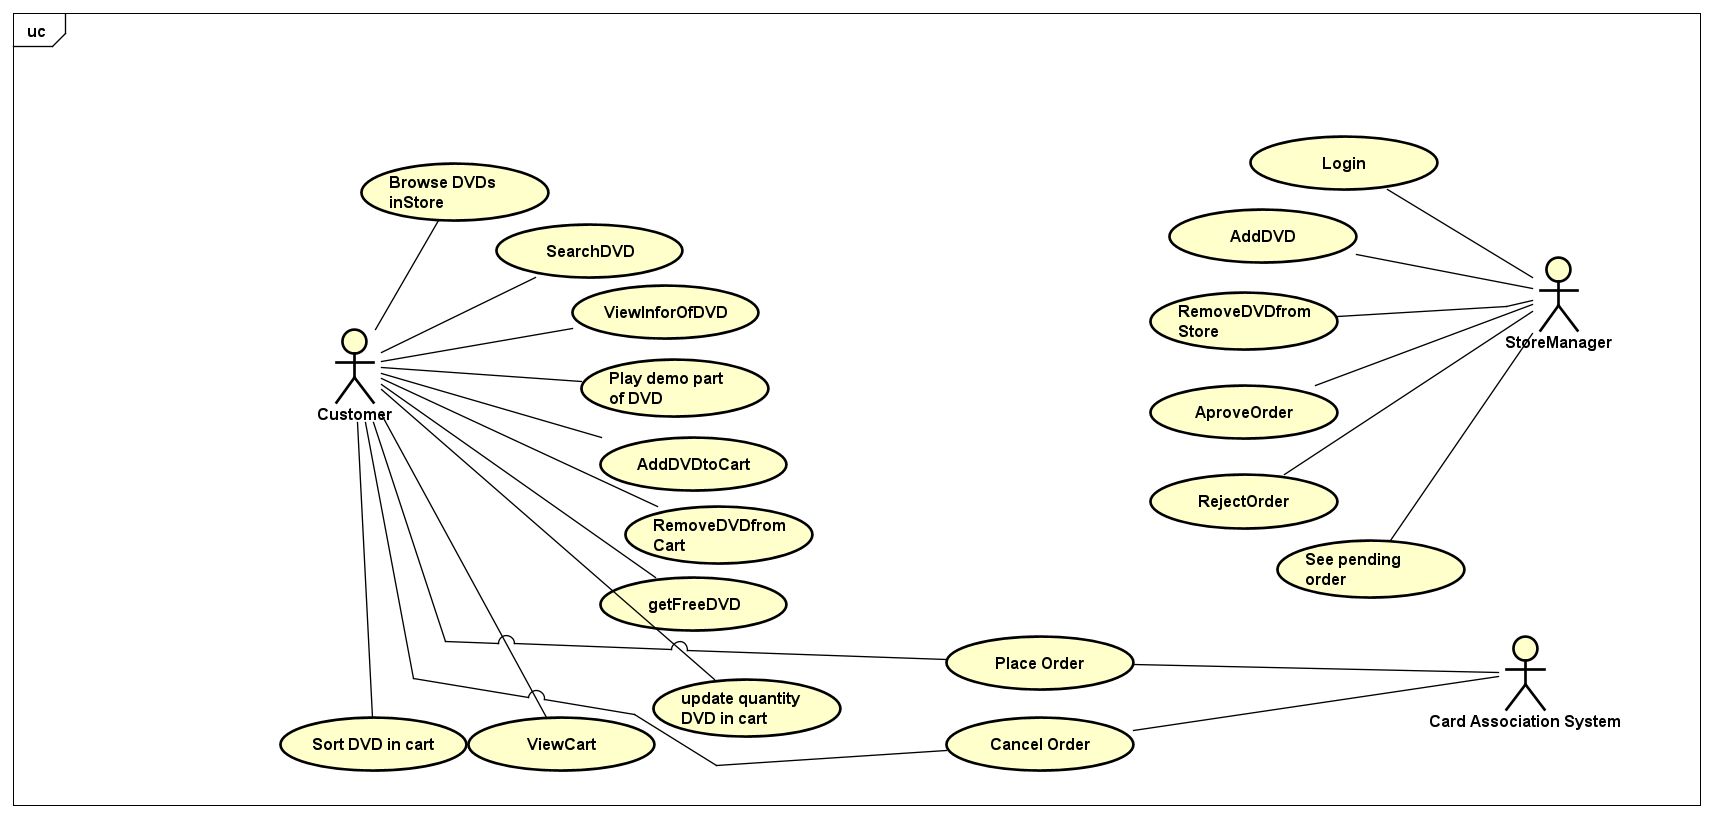 uc
Browse DVDs
inStore
SearchDVD
ViewInforOfDVD
Play demo part
of DVD
Customer
AddDVDtoCart
RemoveDVDfrom
Cart
getFreeDVD
update quantity
DVD in cart
Sort DVD in cart
ViewCart
Login
AddDVD
RemoveDVDfrom
Store
StoreManager
AproveOrder
RejectOrder
See pending
order
Place Order
Cancel Order
Card Association System